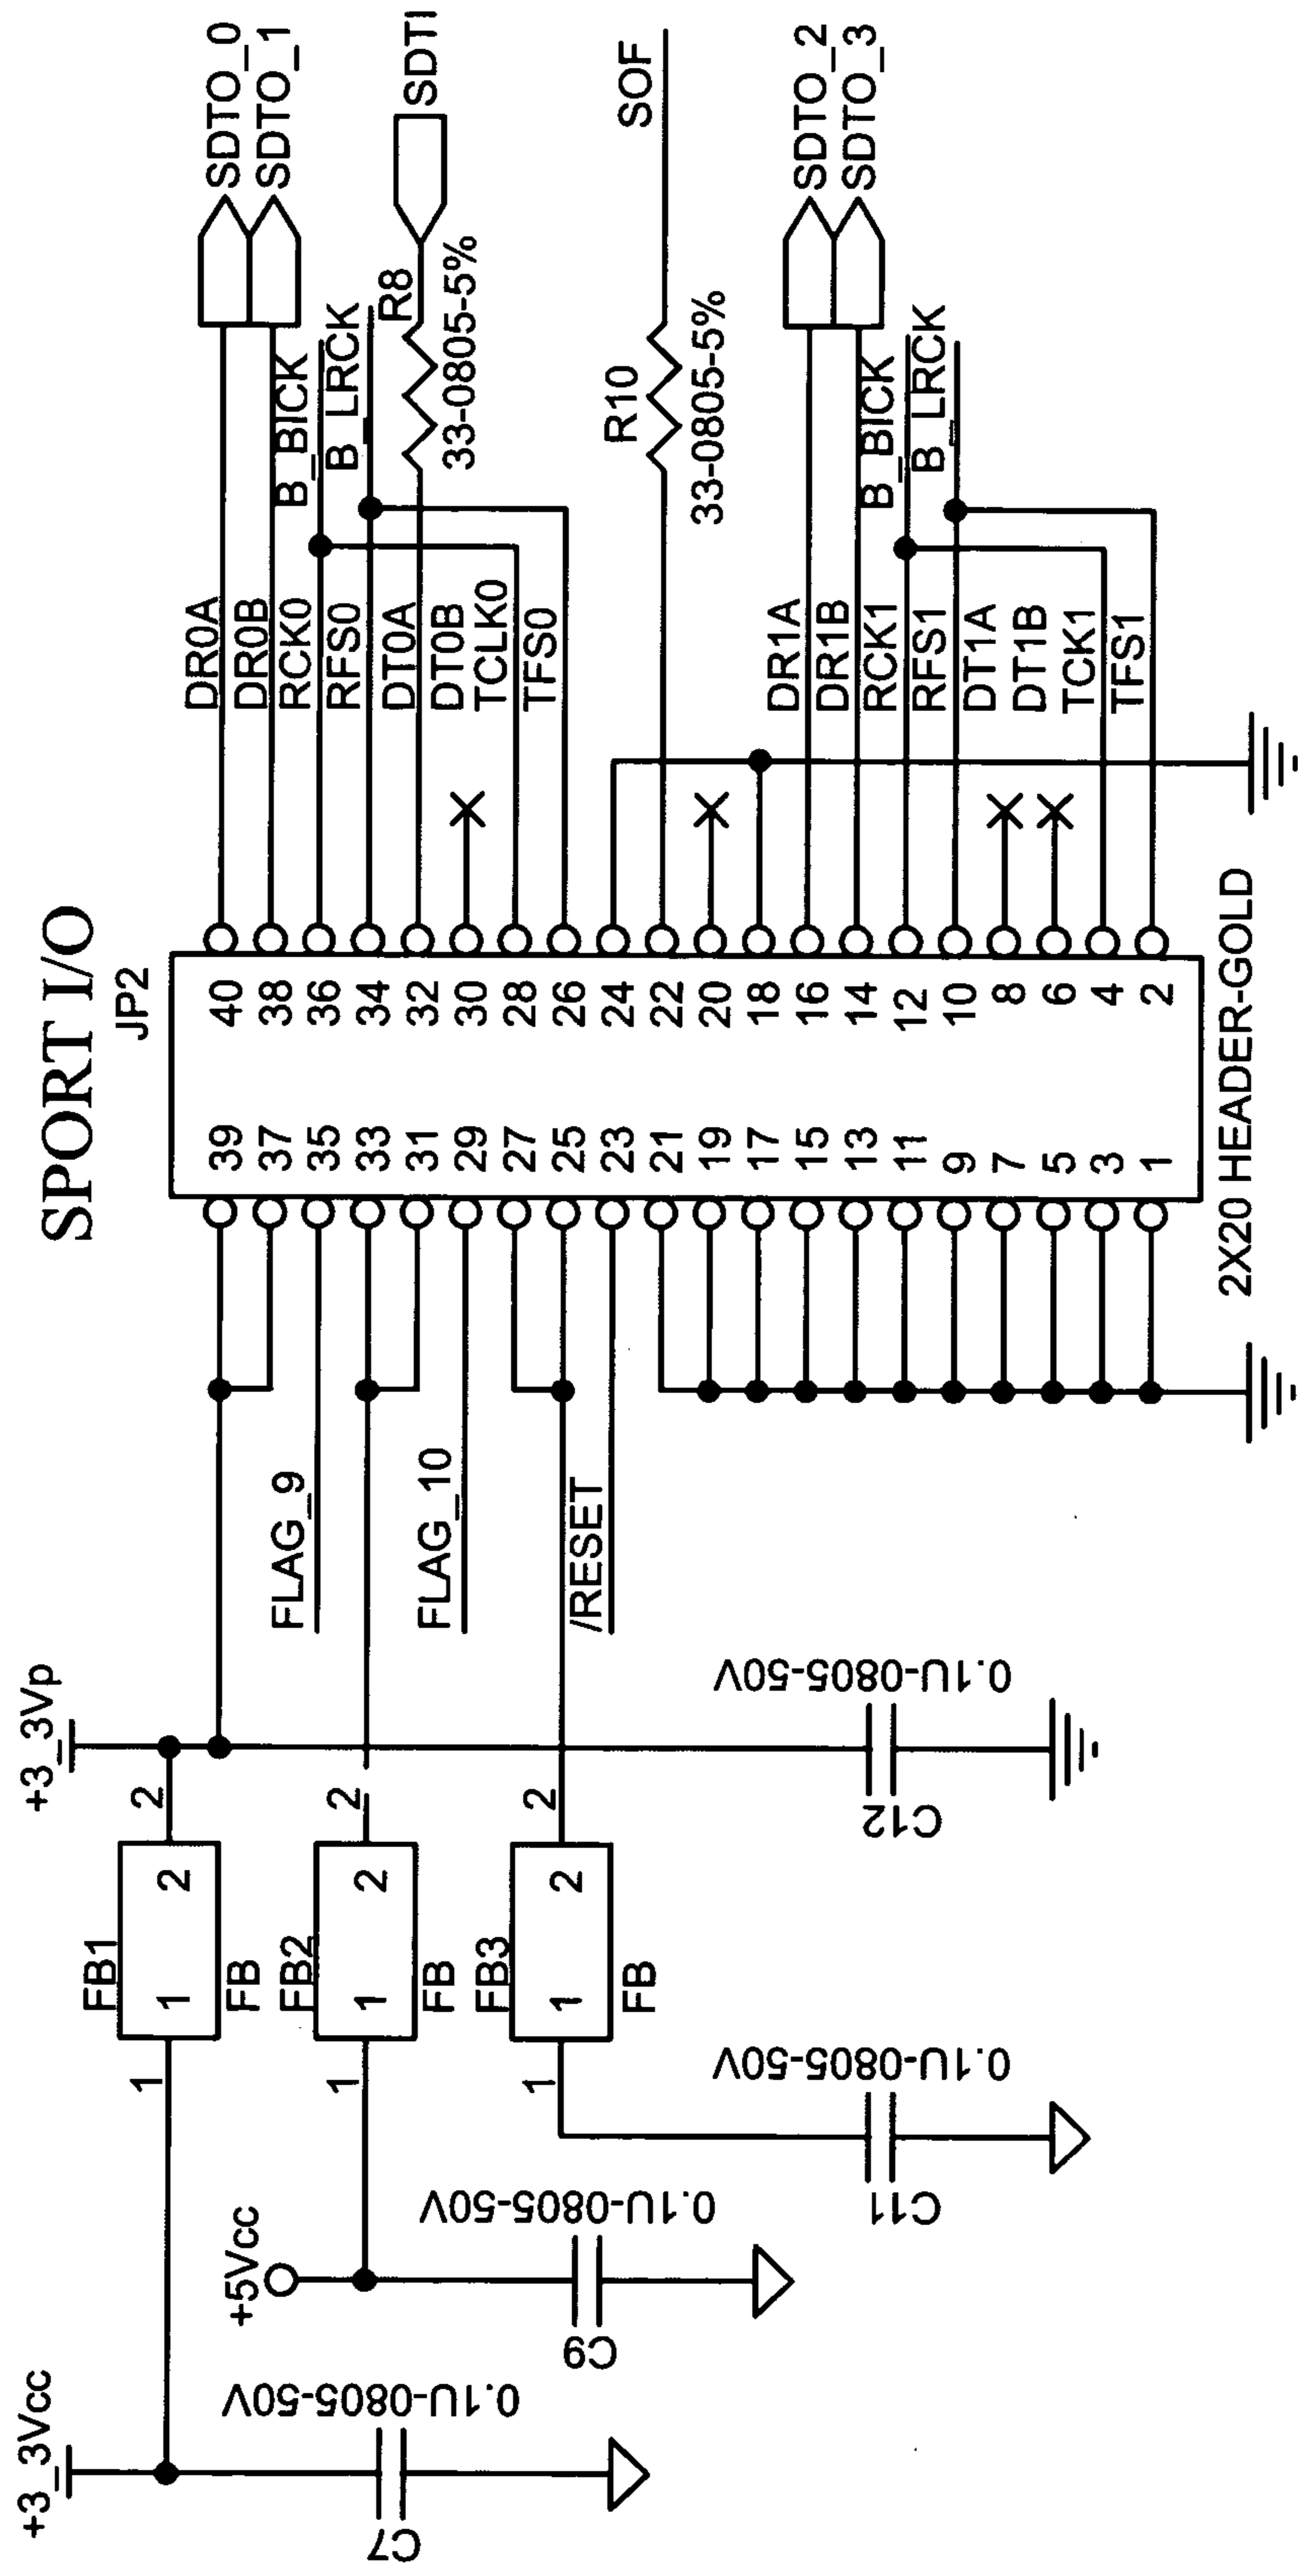 SPORT I/O
JP2
+3_3Vcc
+3_3Vp
+5Vcc
FB1
1
1
2
2
FB
FB2
1
1
2
2
FB
FB3
1
1
2
2
FB
C7
0.1U-0805-50V
C9
0.1U-0805-50V
C11
0.1U-0805-50V
C12
0.1U-0805-50V
FLAG_9
FLAG_10
/RESET
39 40
37 38
35 36
33 34
31 32
29 30
27 28
25 26
23 24
21 22
19 20
17 18
15 16
13 14
11 12
9 10
7 8
5 6
3 4
1 2
2X20 HEADER-GOLD
DR0A
SDTO_0
DR0B
SDTO_1
RCK0
B_BICK
RFS0
B_LRCK
DT0A
R8
33-0805-5%
SDTI
DT0B
TCLK0
TFS0
R10
33-0805-5%
SOF
DR1A
SDTO_2
DR1B
SDTO_3
RCK1
B_BICK
RFS1
B_LRCK
DT1A
DT1B
TCK1
TFS1